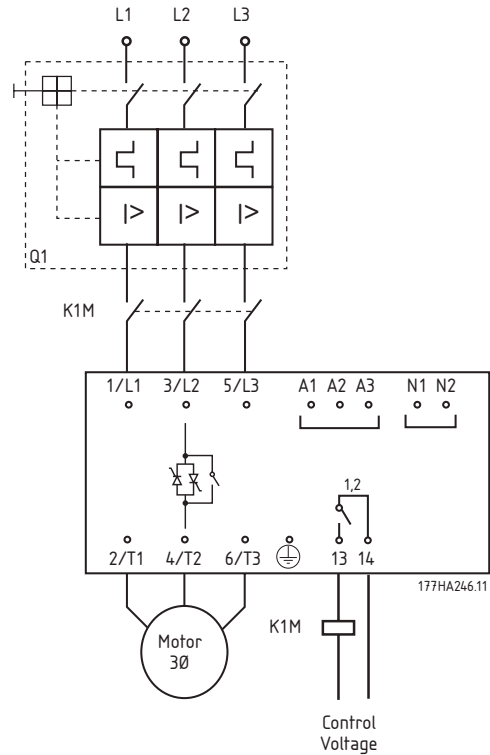 L1 L2 L3
I> I> I>
Q1
K1M
1/L1 3/L2 5/L3 A1 A2 A3 N1 N2
1,2
2/T1 4/T2 6/T3 13 14
177HA246.11
K1M
Motor
3Ø
Control
Voltage